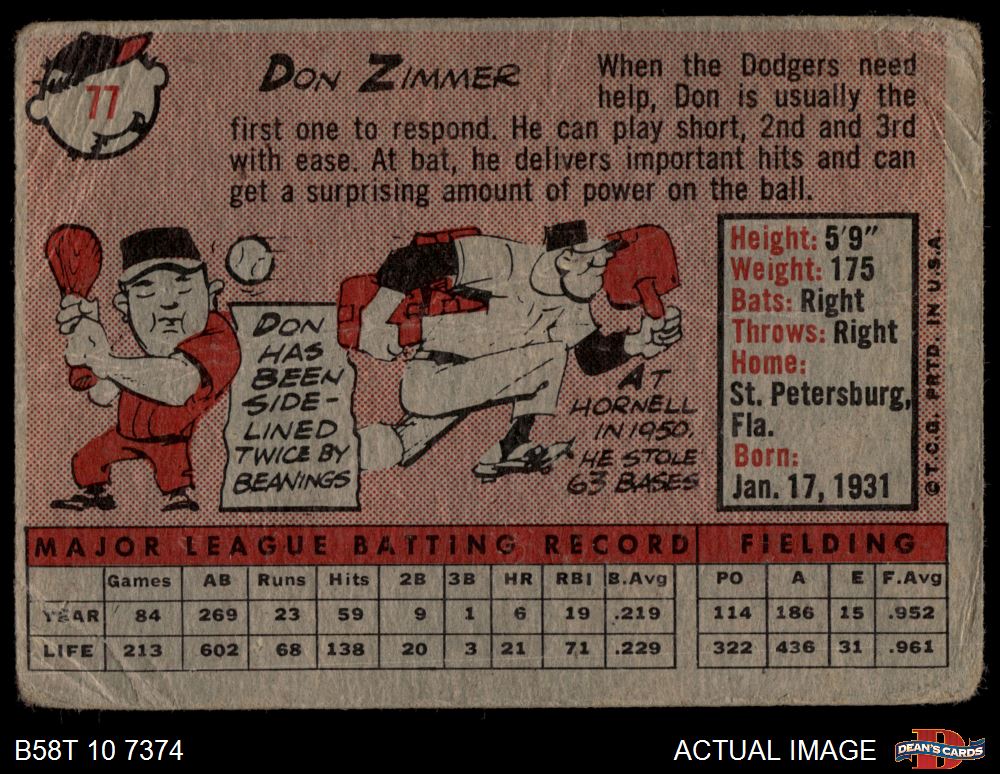 77
DON ZIMMER
When the Dodgers need
help, Don is usually the
first one to respond. He can play short, 2nd and 3rd
with ease. At bat, he delivers important hits and can
get a surprising amount of power on the ball.
DON
HAS
BEEN
SIDE-
LINED
TWICE BY
BEANINGS
AT
HORNELL
IN 1950,
HE STOLE
63 BASES
Height: 5'9"
Weight: 175
Bats: Right
Throws: Right
Home:
St. Petersburg,
Fla.
Born:
Jan. 17, 1931
© T.C.G. PRTD. IN U.S.A.
MAJOR LEAGUE BATTING RECORD FIELDING
Games AB Runs Hits 2B 3B HR RBI B.Avg PO A E F.Avg
YEAR 84 269 23 59 9 1 6 19 .219 114 186 15 .952
LIFE 213 602 68 138 20 3 21 71 .229 322 436 31 .961
B58T 10 7374
ACTUAL IMAGE
D
DEAN'S CARDS